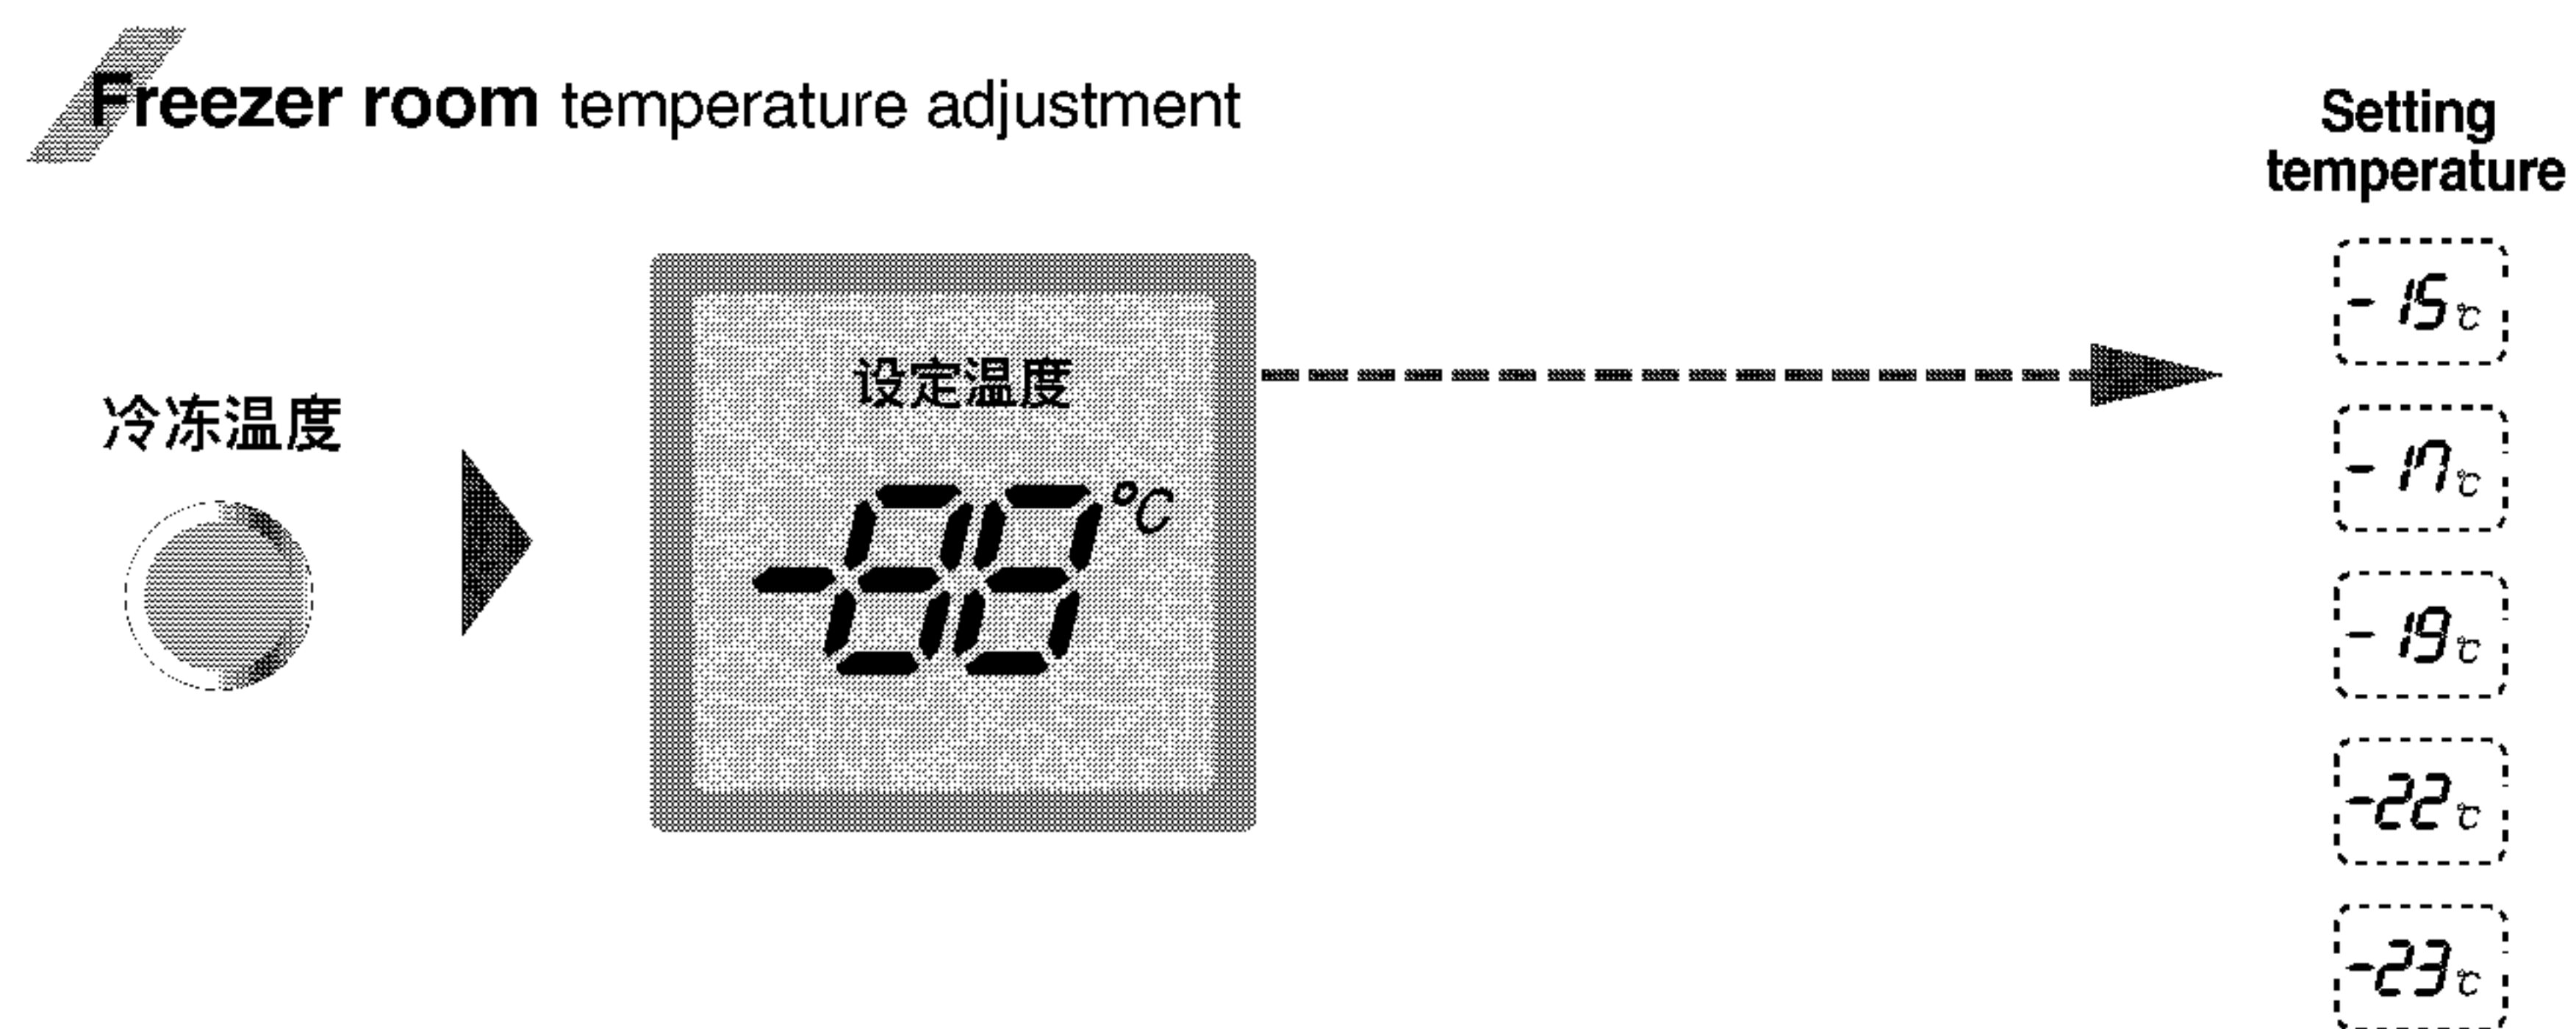 Freezer room temperature adjustment
Setting
temperature
冷冻温度
设定温度
-88°C
-15℃
-17℃
-19℃
-22℃
-23℃